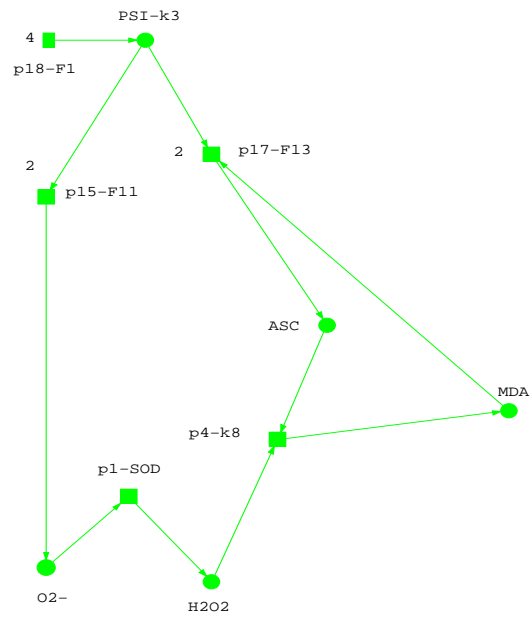 PSI-k3
4
p18-F1
2
p17-F13
2
p15-F11
ASC
MDA
p4-k8
p1-SOD
O2-
H2O2